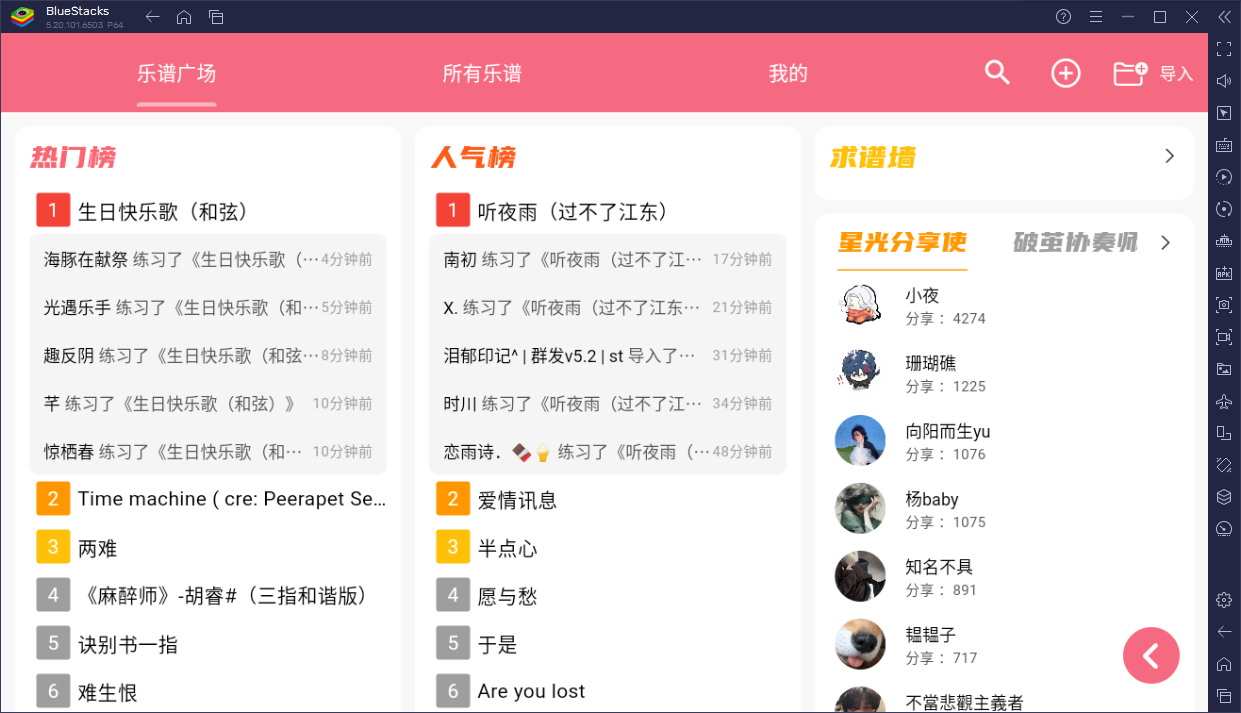 BlueStacks
5.20.101.6503 P64
乐谱广场
所有乐谱
我的
导入
热门榜
1 生日快乐歌（和弦）
海豚在献祭 练习了《生日快乐歌（… 4分钟前
光遇乐手 练习了《生日快乐歌（和… 5分钟前
趣反阴 练习了《生日快乐歌（和弦… 8分钟前
芊 练习了《生日快乐歌（和弦）》 10分钟前
惊栖春 练习了《生日快乐歌（和… 10分钟前
2 Time machine ( cre: Peerapet Se...
3 两难
4 《麻醉师》-胡睿#（三指和谐版）
5 诀别书一指
6 难生恨
人气榜
1 听夜雨（过不了江东）
南初 练习了《听夜雨（过不了江… 17分钟前
X. 练习了《听夜雨（过不了江东… 21分钟前
泪郁印记^ | 群发v5.2 | st 导入了… 31分钟前
时川 练习了《听夜雨（过不了江… 34分钟前
恋雨诗．🍫🍦 练习了《听夜雨（… 48分钟前
2 爱情讯息
3 半点心
4 愿与愁
5 于是
6 Are you lost
求谱墙
星光分享使
破茧协奏师
小夜
分享： 4274
珊瑚礁
分享： 1225
向阳而生yu
分享： 1076
杨baby
分享： 1075
知名不具
分享： 891
韫韫子
分享： 717
不當悲觀主義者